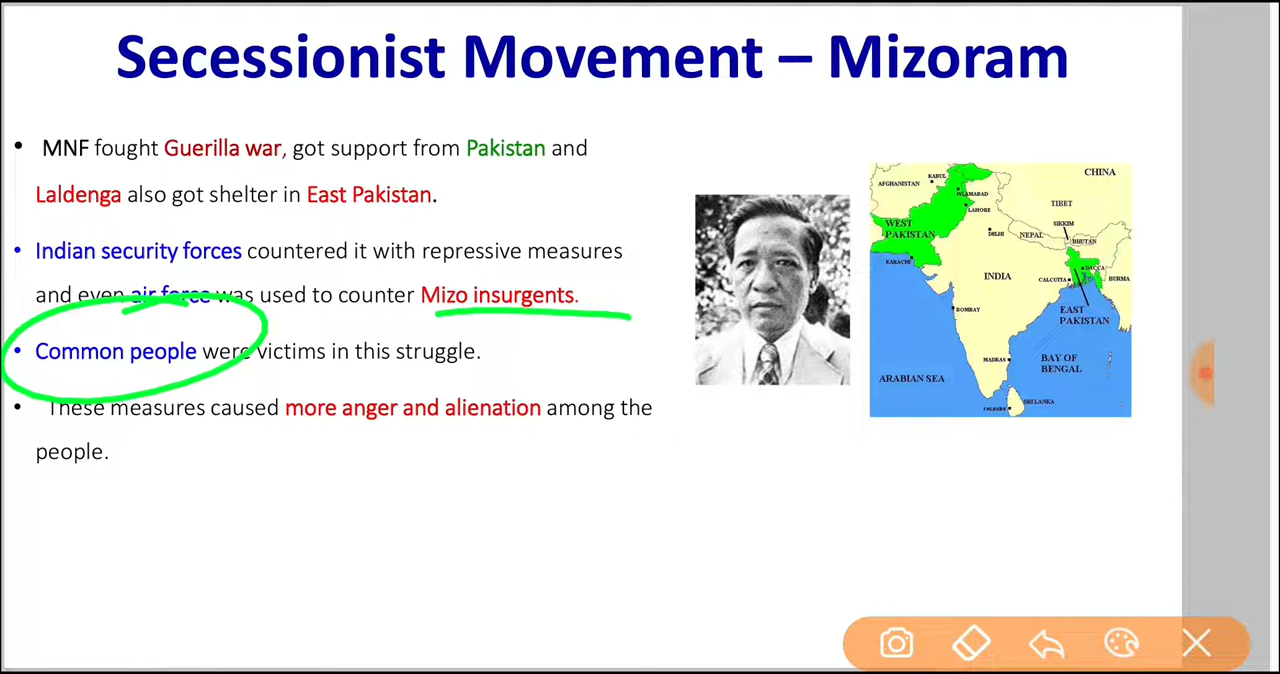 Secessionist Movement – Mizoram
• MNF fought Guerilla war, got support from Pakistan and
Laldenga also got shelter in East Pakistan.
• Indian security forces countered it with repressive measures
and even air force was used to counter Mizo insurgents.
• Common people were victims in this struggle.
• These measures caused more anger and alienation among the
people.
CHINA
AFGHANISTAN
KABUL
ISLAMABAD
LAHORE
TIBET
WEST
PAKISTAN
DELHI
NEPAL
SIKKIM
BHUTAN
KARACHI
INDIA
CALCUTTA
DACCA
BURMA
BOMBAY
EAST
PAKISTAN
MADRAS
BAY OF
BENGAL
ARABIAN SEA
SRI LANKA
COLOMBO